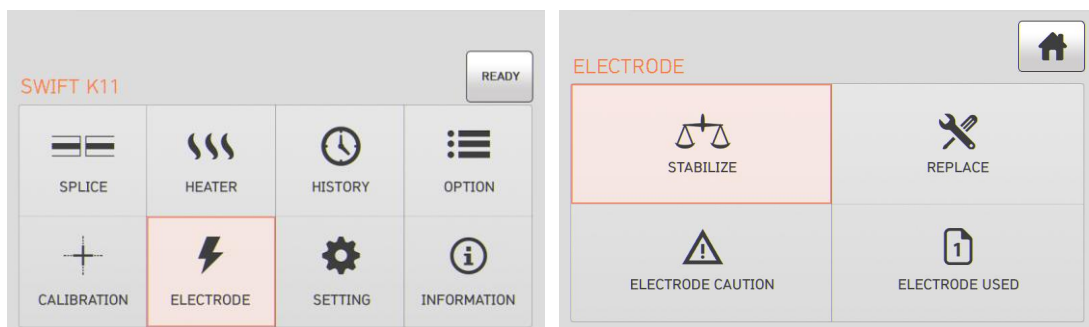 READY
SWIFT K11
SPLICE HEATER HISTORY OPTION
CALIBRATION ELECTRODE SETTING INFORMATION
ELECTRODE
STABILIZE REPLACE
1
ELECTRODE CAUTION ELECTRODE USED